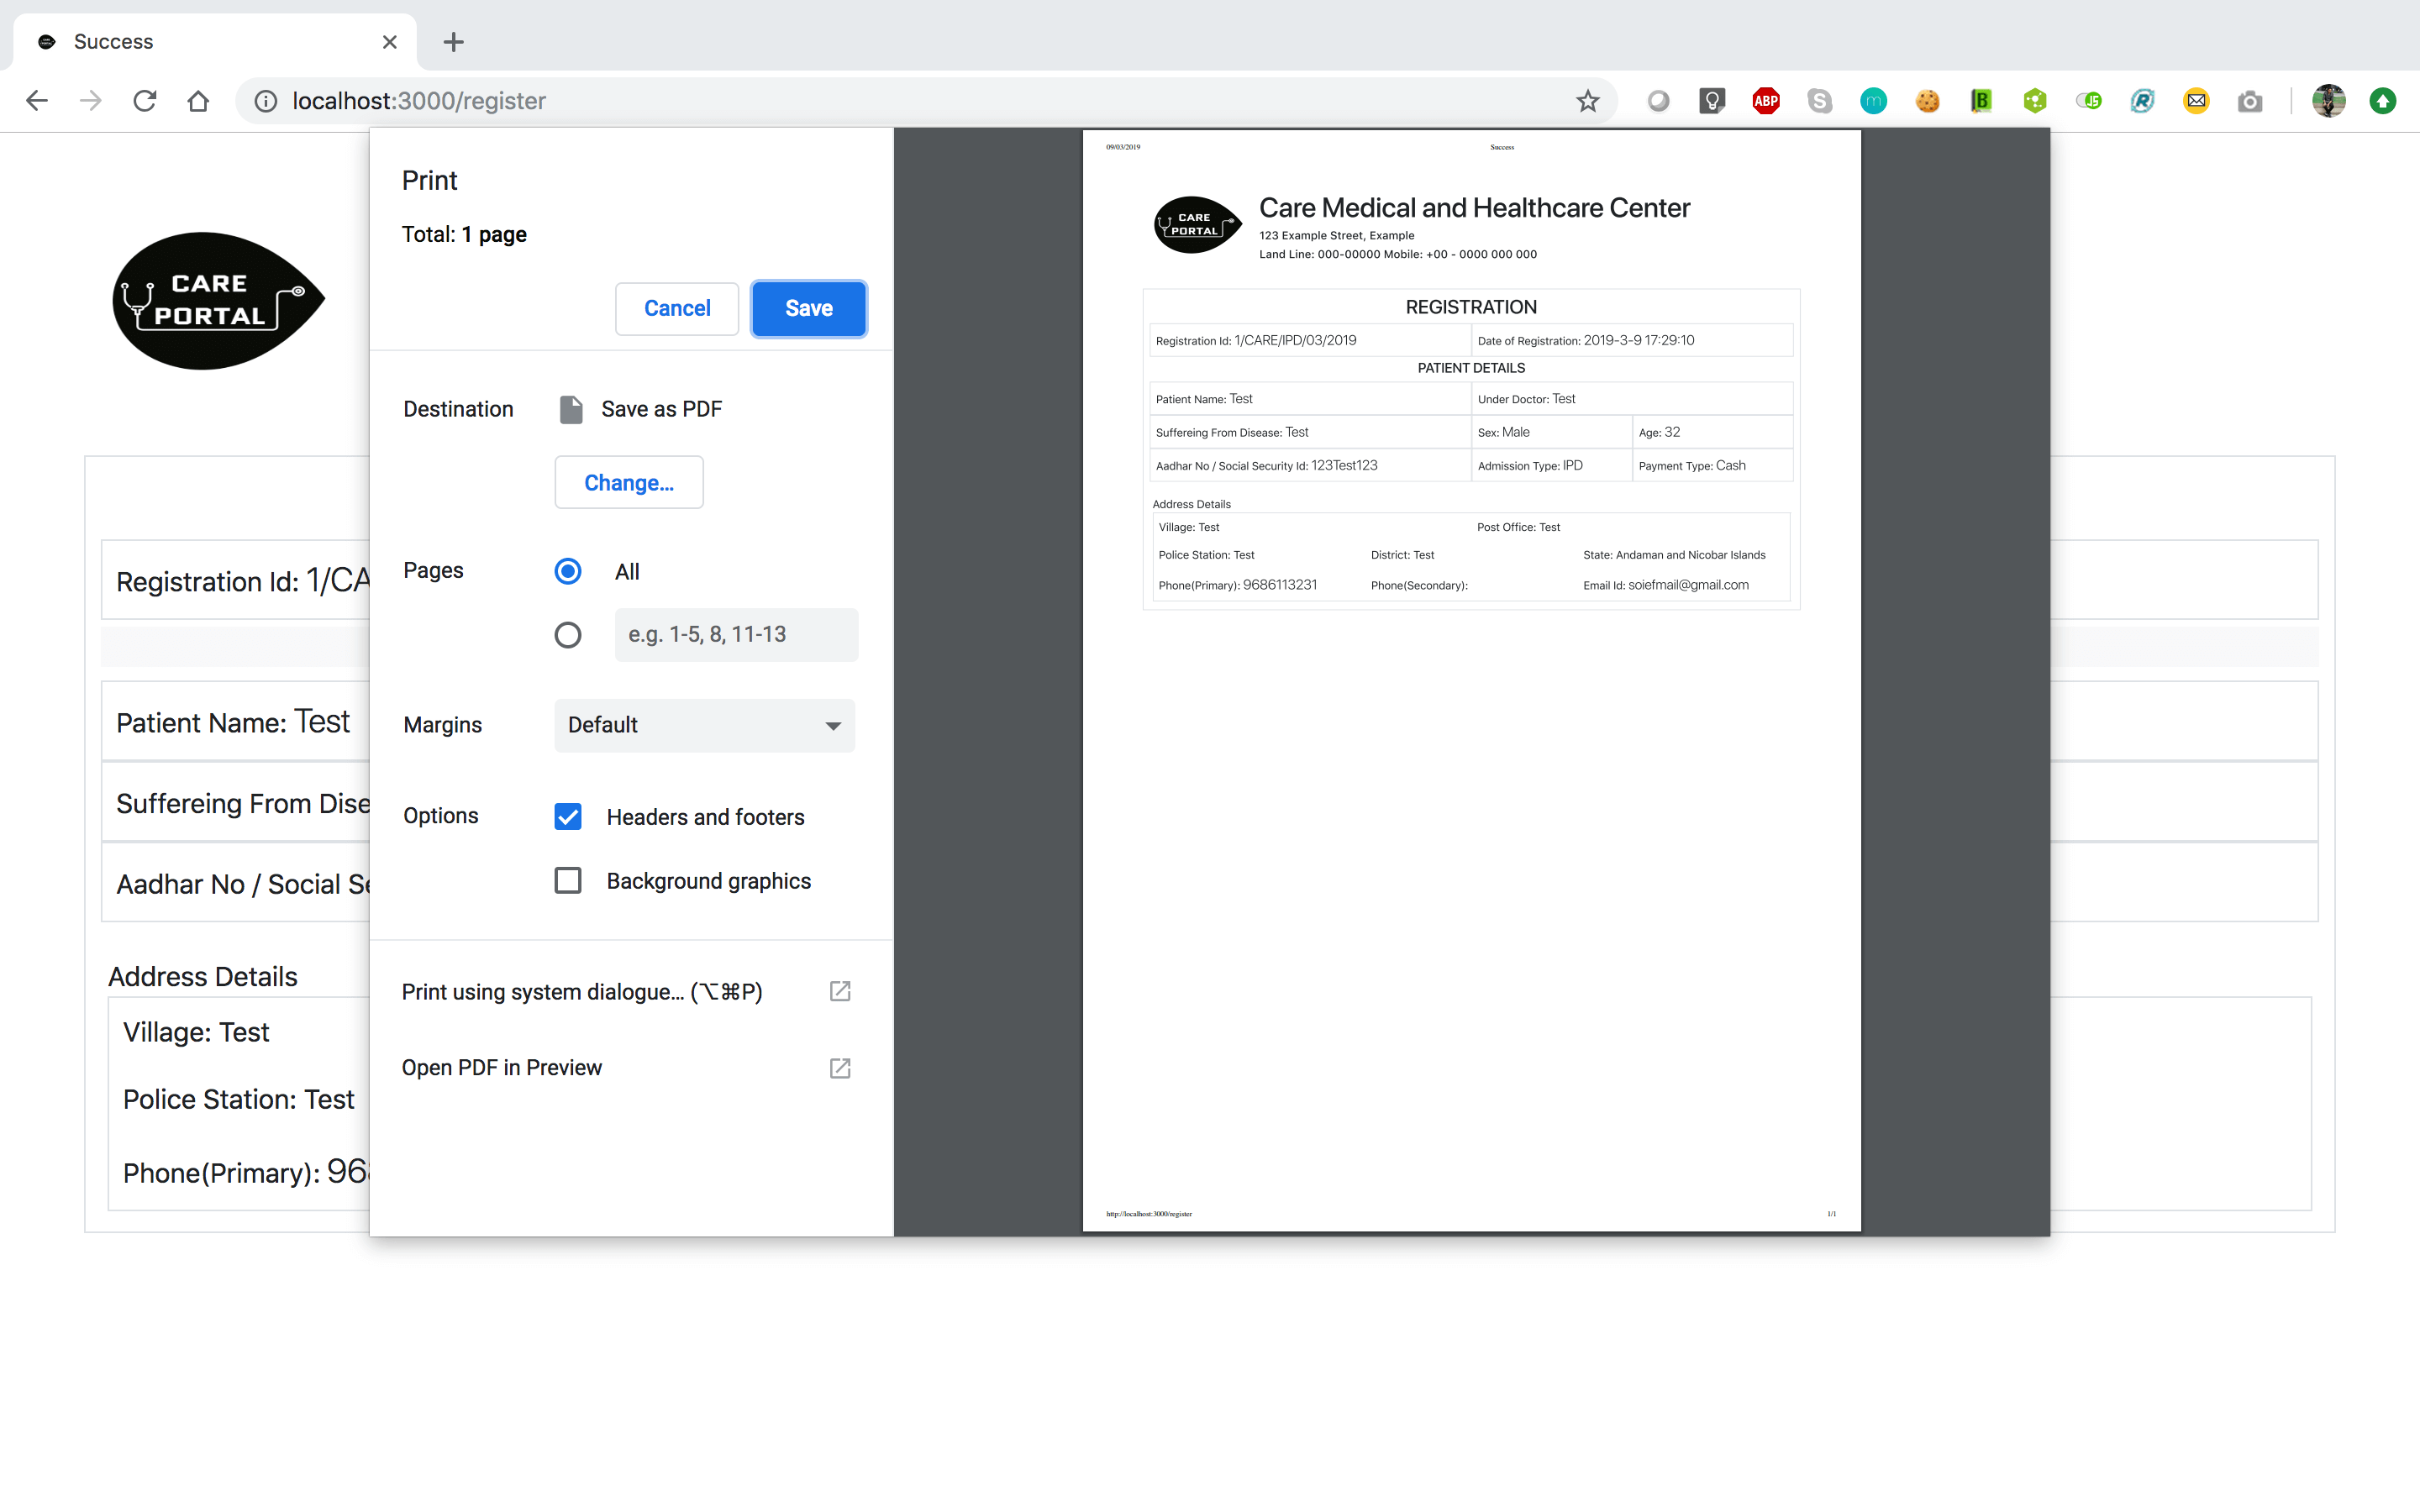 Success
localhost:3000/register
ABP
S
m
B
JS
R
CARE
PORTAL
Registration Id: 1/CA
Patient Name: Test
Suffereing From Dise
Aadhar No / Social Se
Address Details
Village: Test
Police Station: Test
Phone(Primary): 968
Print
Total: 1 page
Cancel
Save
Destination
Save as PDF
Change...
Pages
All
e.g. 1-5, 8, 11-13
Margins
Default
Options
Headers and footers
Background graphics
Print using system dialogue... (⌥⌘P)
Open PDF in Preview
09/03/2019 Success
CARE
PORTAL
Care Medical and Healthcare Center
123 Example Street, Example
Land Line: 000-00000 Mobile: +00 - 0000 000 000
REGISTRATION
Registration Id: 1/CARE/IPD/03/2019 Date of Registration: 2019-3-9 17:29:10
PATIENT DETAILS
Patient Name: Test Under Doctor: Test
Suffereing From Disease: Test Sex: Male Age: 32
Aadhar No / Social Security Id: 123Test123 Admission Type: IPD Payment Type: Cash
Address Details
Village: Test Post Office: Test
Police Station: Test District: Test State: Andaman and Nicobar Islands
Phone(Primary): 9686113231 Phone(Secondary): Email Id: soiefmail@gmail.com
http://localhost:3000/register 1/1